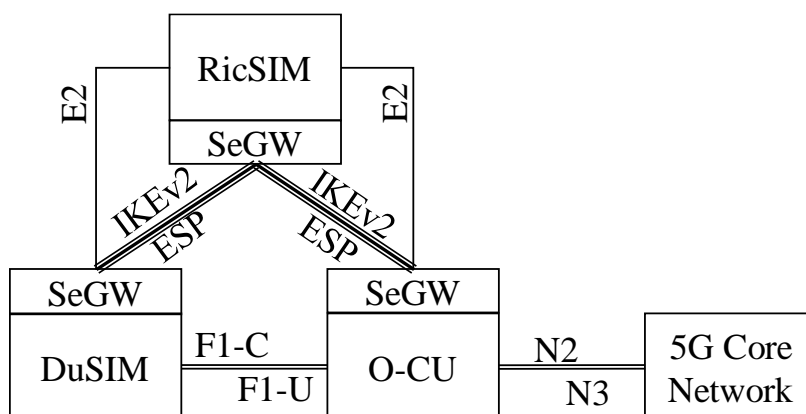 RicSIM
E2
E2
SeGW
IKEv2
ESP
IKEv2
ESP
SeGW
SeGW
DuSIM
F1-C
F1-U
O-CU
N2
N3
5G Core
Network